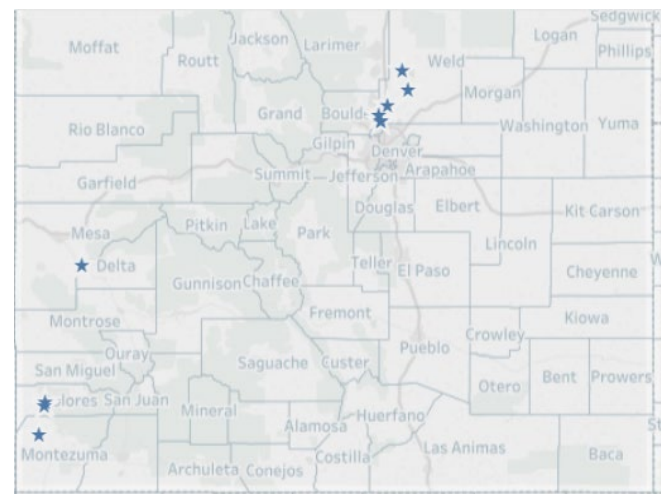 Sedgwick
Moffat
Jackson
Larimer
Logan
Phillips
Routt
Weld
Morgan
Grand
Bould
Rio Blanco
Washington
Yuma
Gilpin
Denver
Garfield
Summit
Jefferson
Arapahoe
Pitkin
Lake
Douglas
Elbert
Kit Carson
Mesa
Park
Lincoln
Delta
Teller
El Paso
Cheyenne
Gunnison
Chaffee
Fremont
Kiowa
Montrose
Crowley
Pueblo
Ouray
San Miguel
Saguache
Custer
Otero
Bent
Prowers
olores
San Juan
Mineral
Huerfano
Alamosa
Montezuma
Costilla
Las Animas
Baca
Archuleta
Conejos